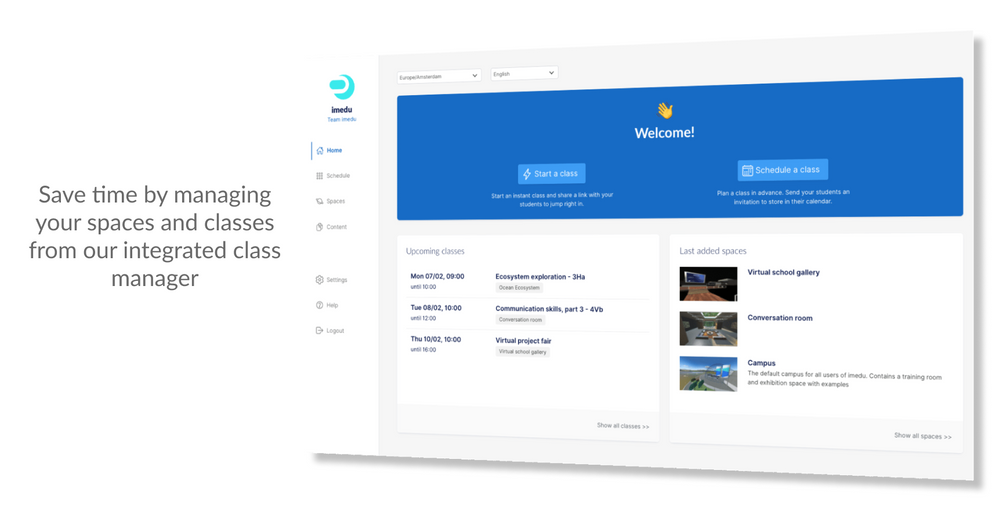 Save time by managing
your spaces and classes
from our integrated class
manager
imedu
Team imedu
Home
Schedule
Spaces
Content
Settings
Help
Logout
Europe/Amsterdam
English
Welcome!
Start a class
Start an instant class and share a link with your
students to jump right in.
Schedule a class
Plan a class in advance. Send your students an
invitation to store in their calendar.
Upcoming classes
Mon 07/02, 09:00
until 10:00
Ecosystem exploration - 3Ha
Ocean Ecosystem
Tue 08/02, 10:00
until 12:00
Communication skills, part 3 - 4Vb
Conversation room
Thu 10/02, 10:00
until 16:00
Virtual project fair
Virtual school gallery
Show all classes >>
Last added spaces
Virtual school gallery
Conversation room
Campus
The default campus for all users of imedu. Contains a training room
and exhibition space with examples
Show all spaces >>